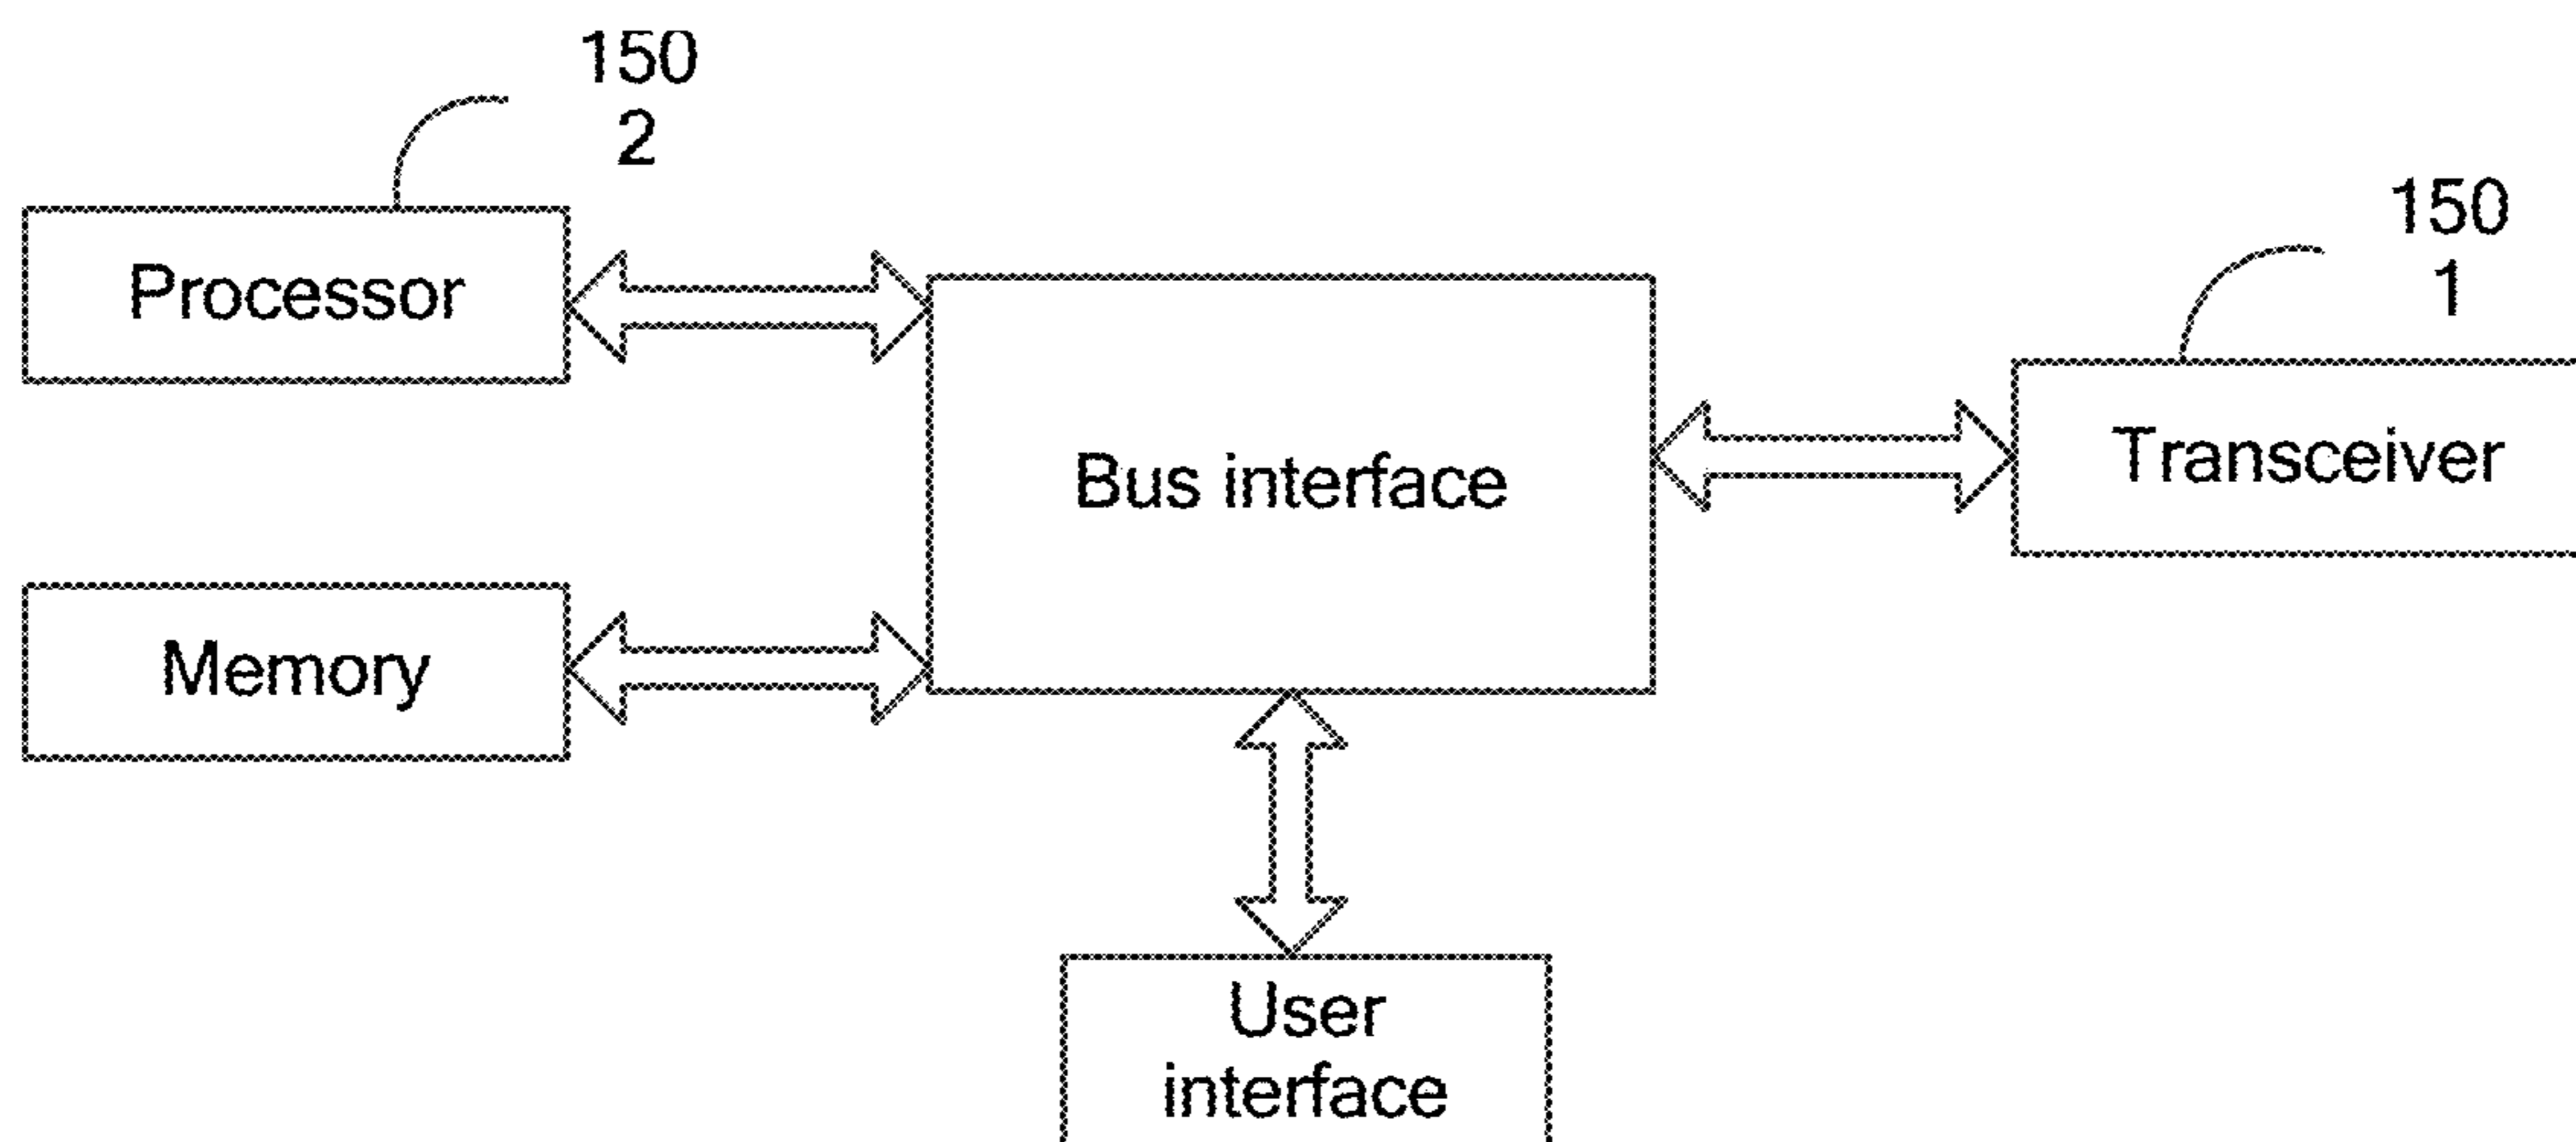 150
2
Processor
150
1
Transceiver
Bus interface
Memory
User
interface